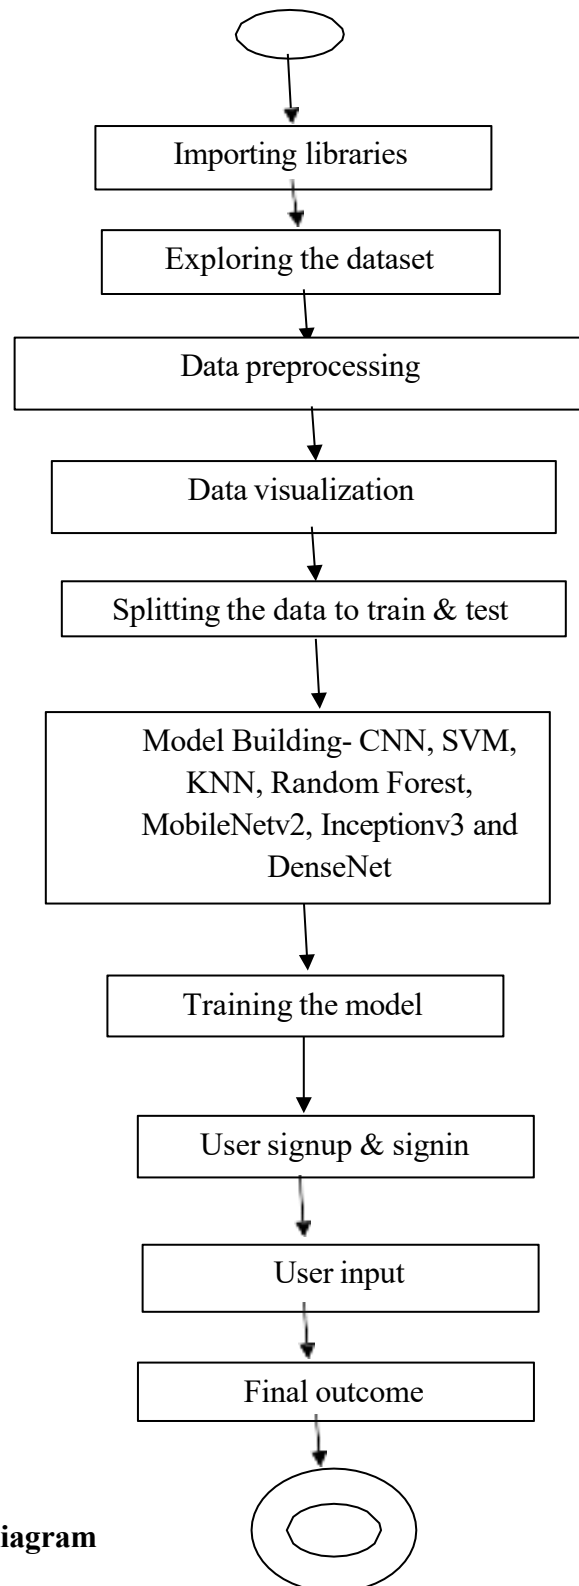 Importing libraries
Exploring the dataset
Data preprocessing
Data visualization
Splitting the data to train & test
Model Building- CNN, SVM,
KNN, Random Forest,
MobileNetv2, Inceptionv3 and
DenseNet
Training the model
User signup & signin
User input
Final outcome
iagram